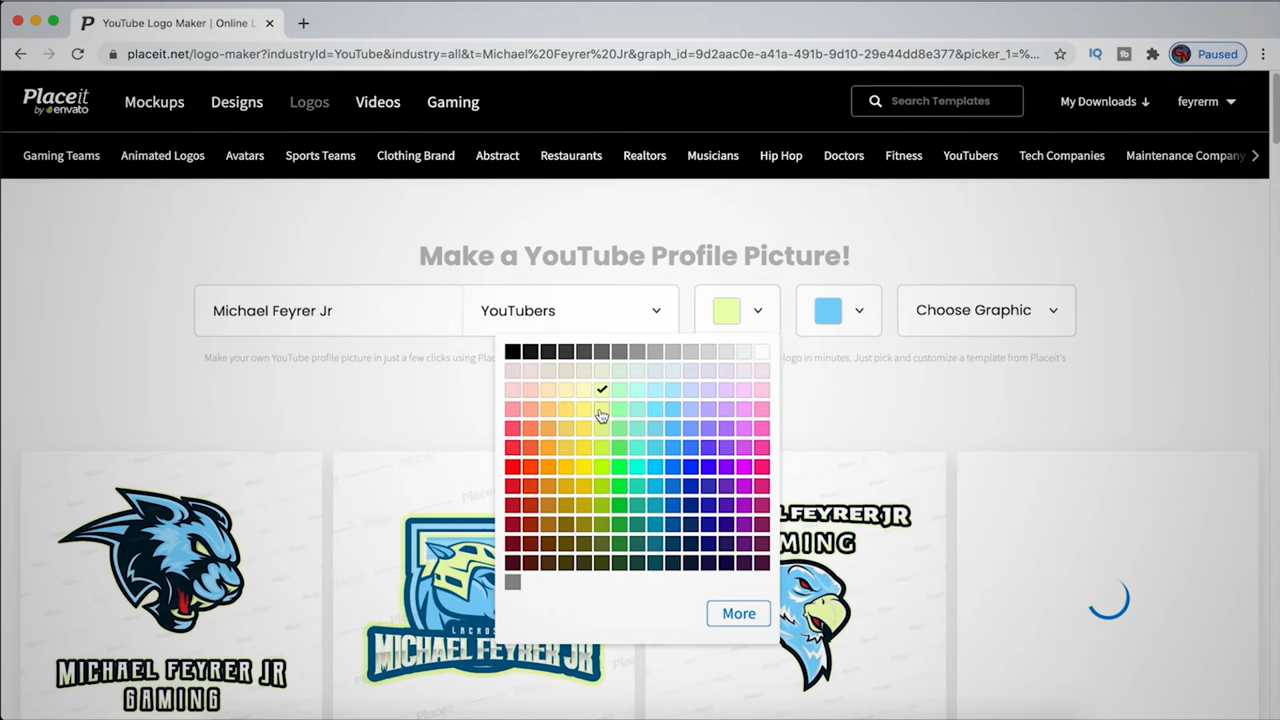 YouTube Logo Maker | Online L
placeit.net/logo-maker?industryId=YouTube&industry=all&t=Michael%20Feyrer%20Jr&graph_id=9d2aac0e-a41a-491b-9d10-29e44dd8e377&picker_1=%...
IQ
tb
Paused
Placeit
by envato
Mockups
Designs
Logos
Videos
Gaming
Search Templates
My Downloads
feyrerm
Gaming Teams
Animated Logos
Avatars
Sports Teams
Clothing Brand
Abstract
Restaurants
Realtors
Musicians
Hip Hop
Doctors
Fitness
YouTubers
Tech Companies
Maintenance Company
Make a YouTube Profile Picture!
Michael Feyrer Jr
YouTubers
Choose Graphic
Make your own YouTube profile picture in just a few clicks using Plac
logo in minutes. Just pick and customize a template from Placeit's
More
MICHAEL FEYRER JR
GAMING
LACROS
MICHAEL FEYRER JR
L FEYRER JR
MING